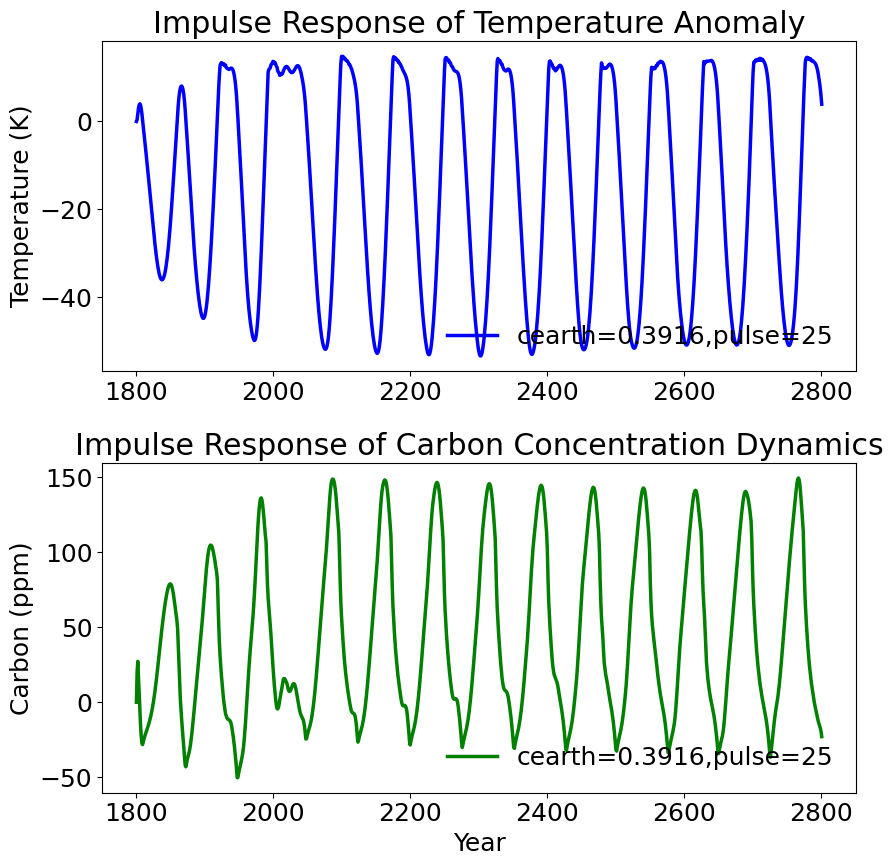 Impulse Response of Temperature Anomaly
Temperature (K)
0
−20
−40
cearth=0.3916,pulse=25
1800 2000 2200 2400 2600 2800
Impulse Response of Carbon Concentration Dynamics
Carbon (ppm)
150
100
50
0
−50
cearth=0.3916,pulse=25
1800 2000 2200 2400 2600 2800
Year